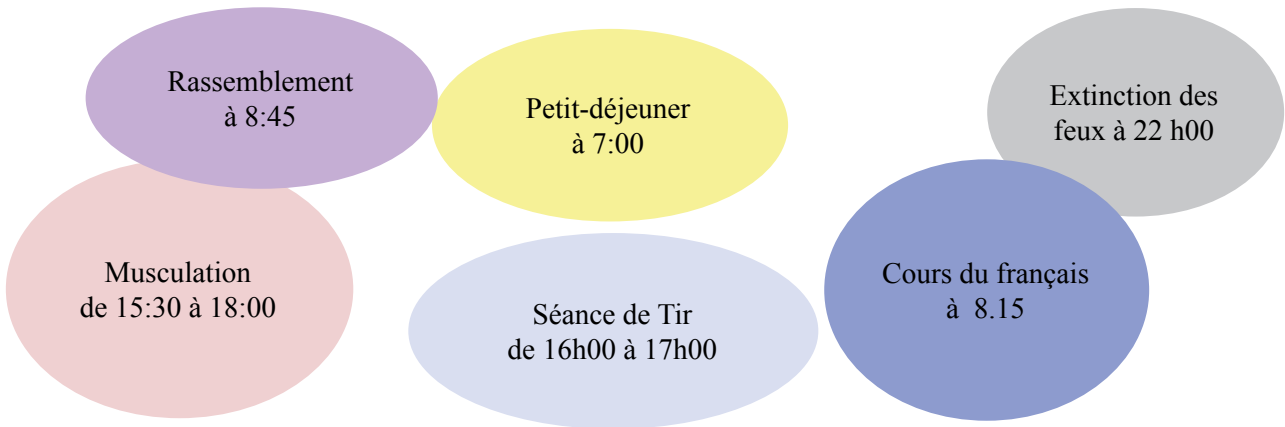 Rassemblement
à 8:45
Petit-déjeuner
à 7:00
Extinction des
feux à 22 h00
Musculation
de 15:30 à 18:00
Séance de Tir
de 16h00 à 17h00
Cours du français
à 8.15